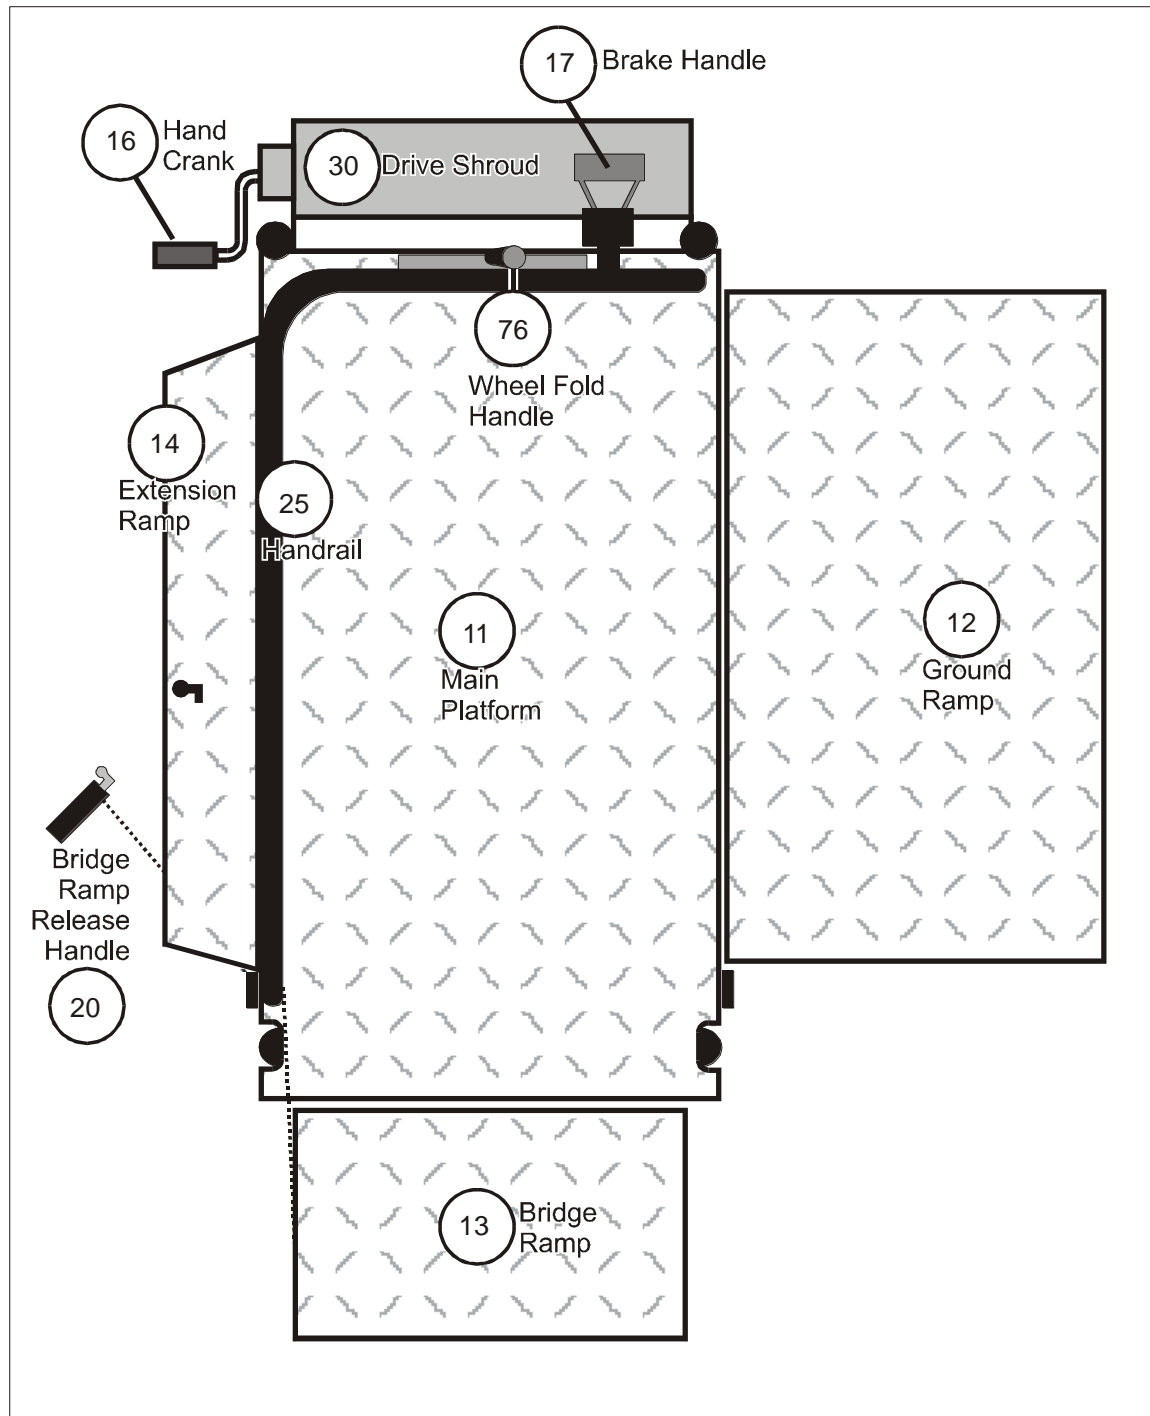 17
Brake Handle
16
Hand
Crank
30
Drive Shroud
76
Wheel Fold
Handle
14
Extension
Ramp
25
Handrail
11
Main
Platform
12
Ground
Ramp
Bridge
Ramp
Release
Handle
20
13
Bridge
Ramp